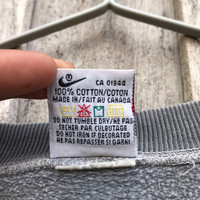 CA 01940
100% COTTON/COTON
MADE IN/FAIT AU CANADA
DO NOT TUMBLE DRY/NE PAS
SECHER PAR CULBUTAGE
DO NOT IRON IF DECORATED
NE PAS REPASSER SI GARNI